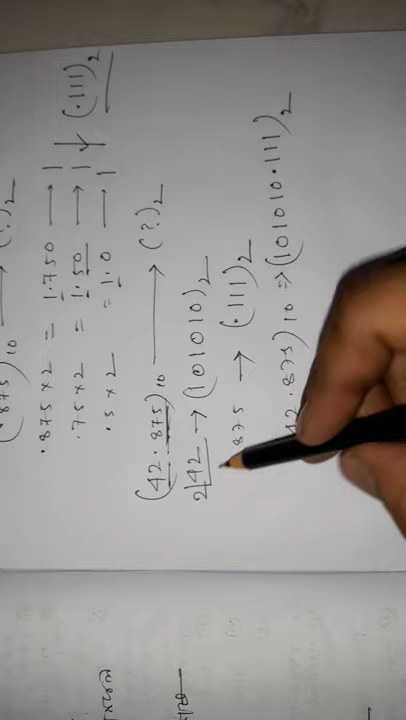 (.875)10 → (?)2
.875 × 2 = 1.750 → 1
.75 × 2 = 1.50 → 1
.5 × 2 = 1.0 → 1
(.111)2
(42.875)10 → (?)2
2 42 → (101010)2
875 → (.111)2
42.875)10 ⇒ (101010.111)2